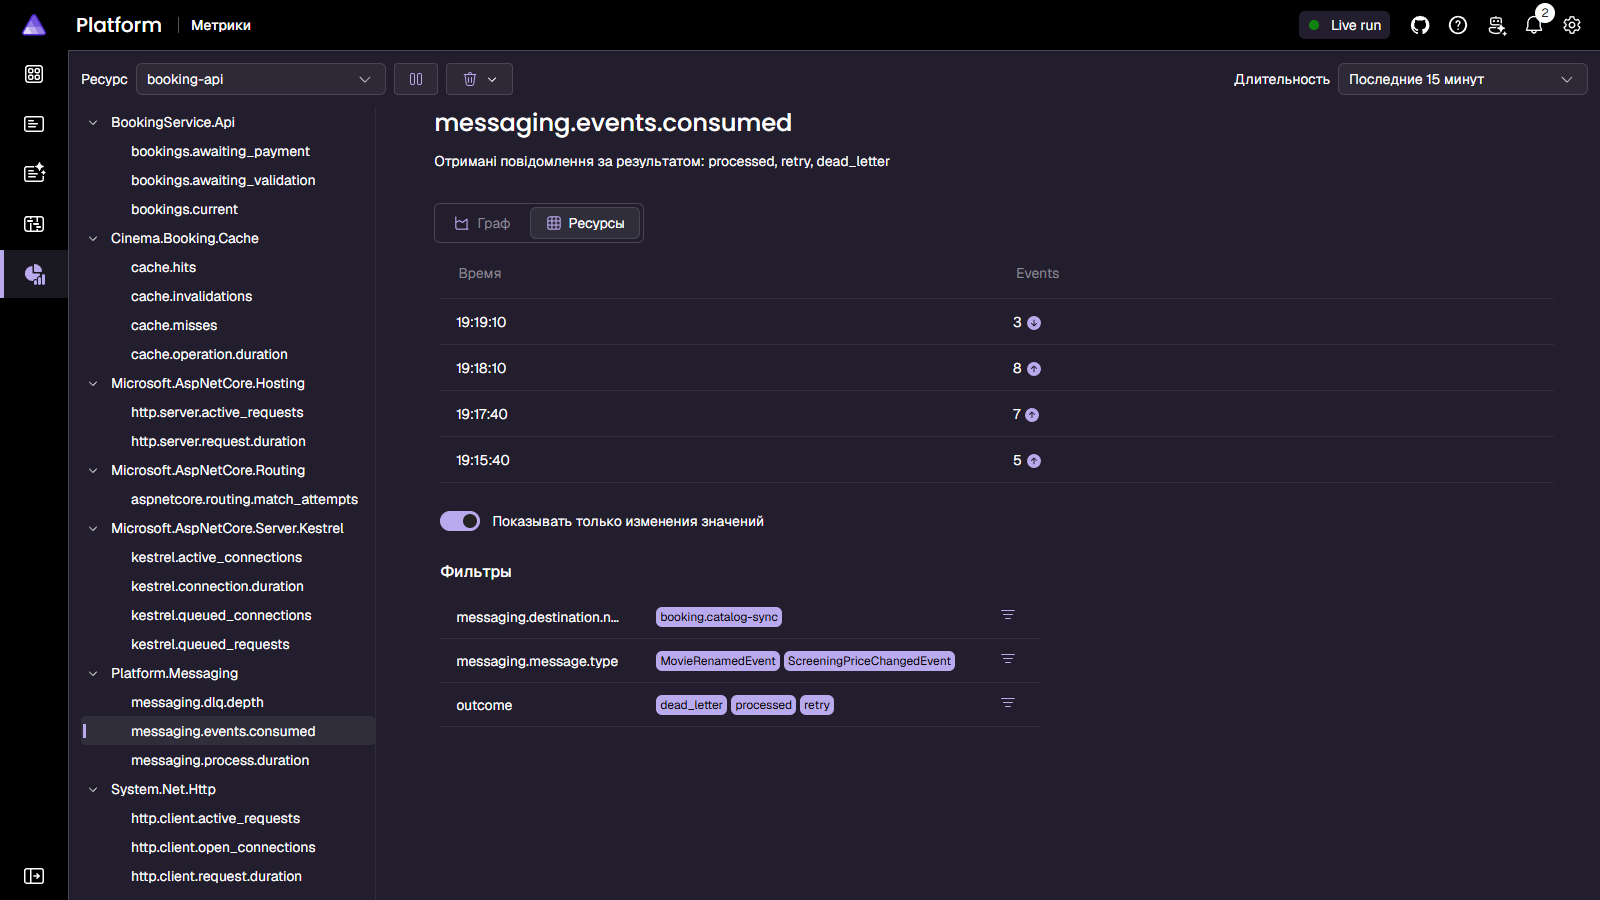 Platform
Метрики
Live run
2
Ресурс
booking-api
Длительность
Последние 15 минут
BookingService.Api
bookings.awaiting_payment
bookings.awaiting_validation
bookings.current
Cinema.Booking.Cache
cache.hits
cache.invalidations
cache.misses
cache.operation.duration
Microsoft.AspNetCore.Hosting
http.server.active_requests
http.server.request.duration
Microsoft.AspNetCore.Routing
aspnetcore.routing.match_attempts
Microsoft.AspNetCore.Server.Kestrel
kestrel.active_connections
kestrel.connection.duration
kestrel.queued_connections
kestrel.queued_requests
Platform.Messaging
messaging.dlq.depth
messaging.events.consumed
messaging.process.duration
System.Net.Http
http.client.active_requests
http.client.open_connections
http.client.request.duration
messaging.events.consumed
Отримані повідомлення за результатом: processed, retry, dead_letter
Граф
Ресурсы
Время Events
19:19:10 3
19:18:10 8
19:17:40 7
19:15:40 5
Показывать только изменения значений
Фильтры
messaging.destination.n... booking.catalog-sync
messaging.message.type MovieRenamedEvent ScreeningPriceChangedEvent
outcome dead_letter processed retry